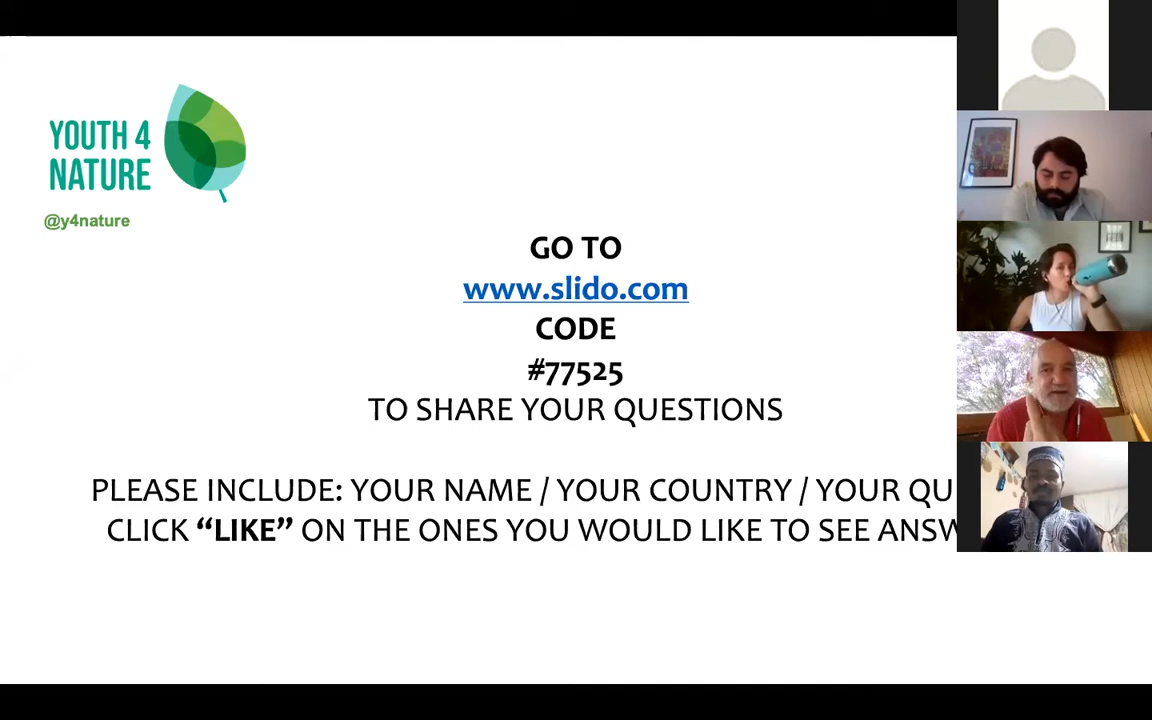 YOUTH 4
NATURE
@y4nature
GO TO
www.slido.com
CODE
#77525
TO SHARE YOUR QUESTIONS
PLEASE INCLUDE: YOUR NAME / YOUR COUNTRY / YOUR QU
CLICK “LIKE” ON THE ONES YOU WOULD LIKE TO SEE ANSW